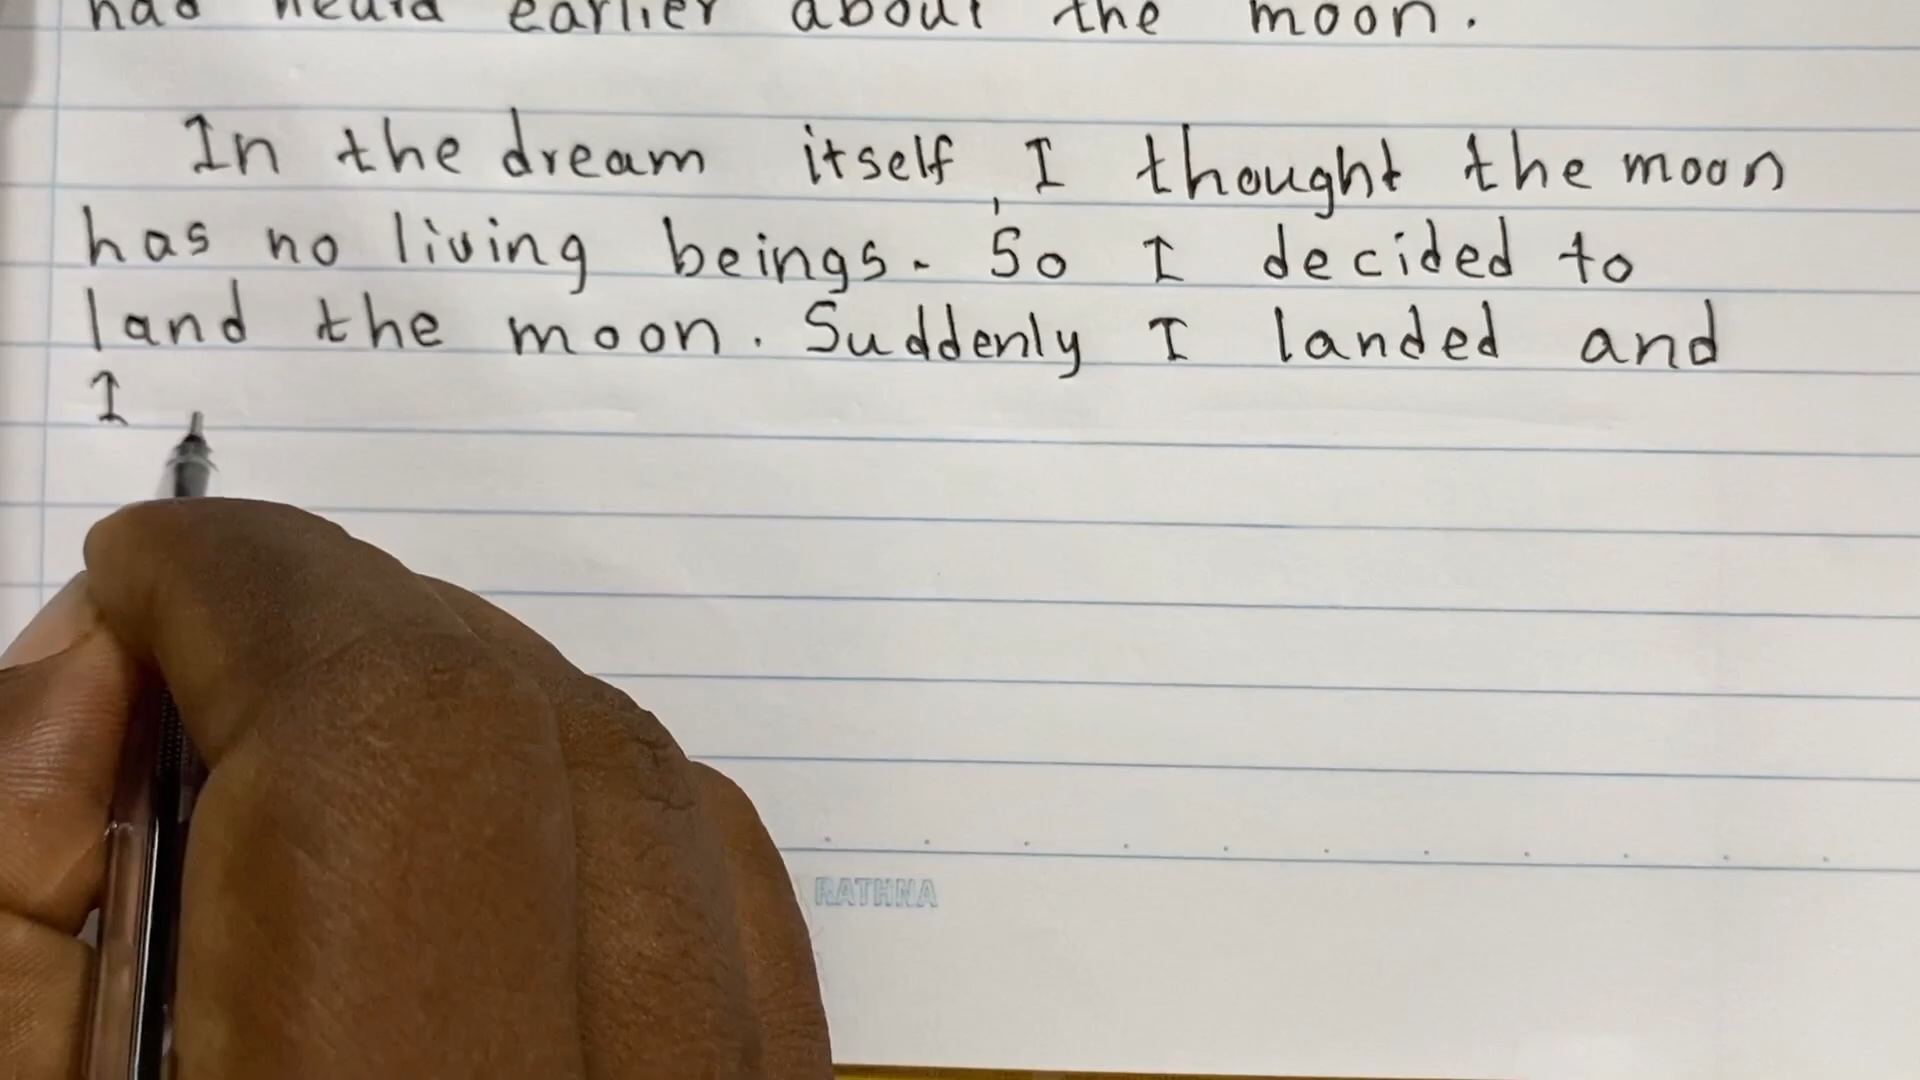 had heard earlier about the moon.
In the dream itself, I thought the moon
has no living beings. So I decided to
land the moon. Suddenly I landed and
I
RATHNA